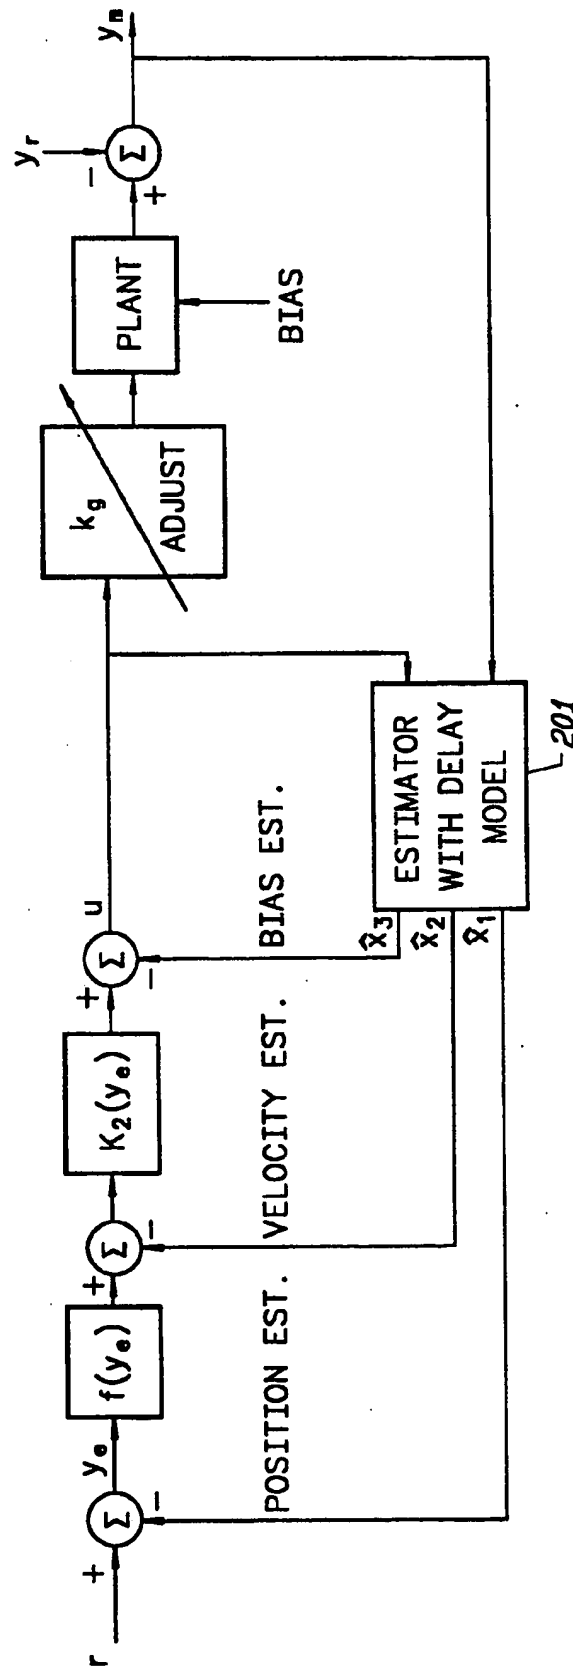 r
+
Σ
−
y_e
f(y_e)
+
Σ
−
K_2(y_e)
+
Σ
−
u
k_g
ADJUST
PLANT
BIAS
+
Σ
−
y_r
y_m
POSITION EST.
VELOCITY EST.
BIAS EST.
x̂_3
x̂_2
x̂_1
ESTIMATOR
WITH DELAY
MODEL
201